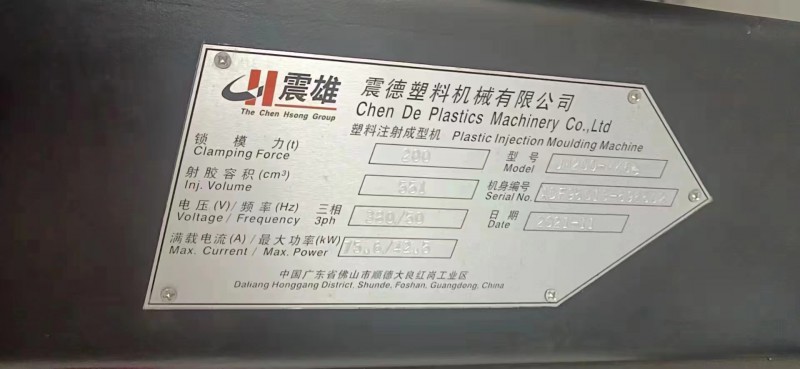 震雄
The Chen Hsong Group
震德塑料机械有限公司
Chen De Plastics Machinery Co.,Ltd
塑料注射成型机 Plastic Injection Moulding Machine
锁模力(t)
Clamping Force
型号
Model
射胶容积(cm³)
Inj. Volume
机身编号
Serial No.
电压(V)/频率(Hz) 三相
Voltage / Frequency 3ph
380/50
日期
Date
2021-11
满载电流(A)/最大功率(kW)
Max. Current / Max. Power
中国广东省佛山市顺德大良红岗工业区
Daliang Honggang District, Shunde, Foshan, Guangdong, China